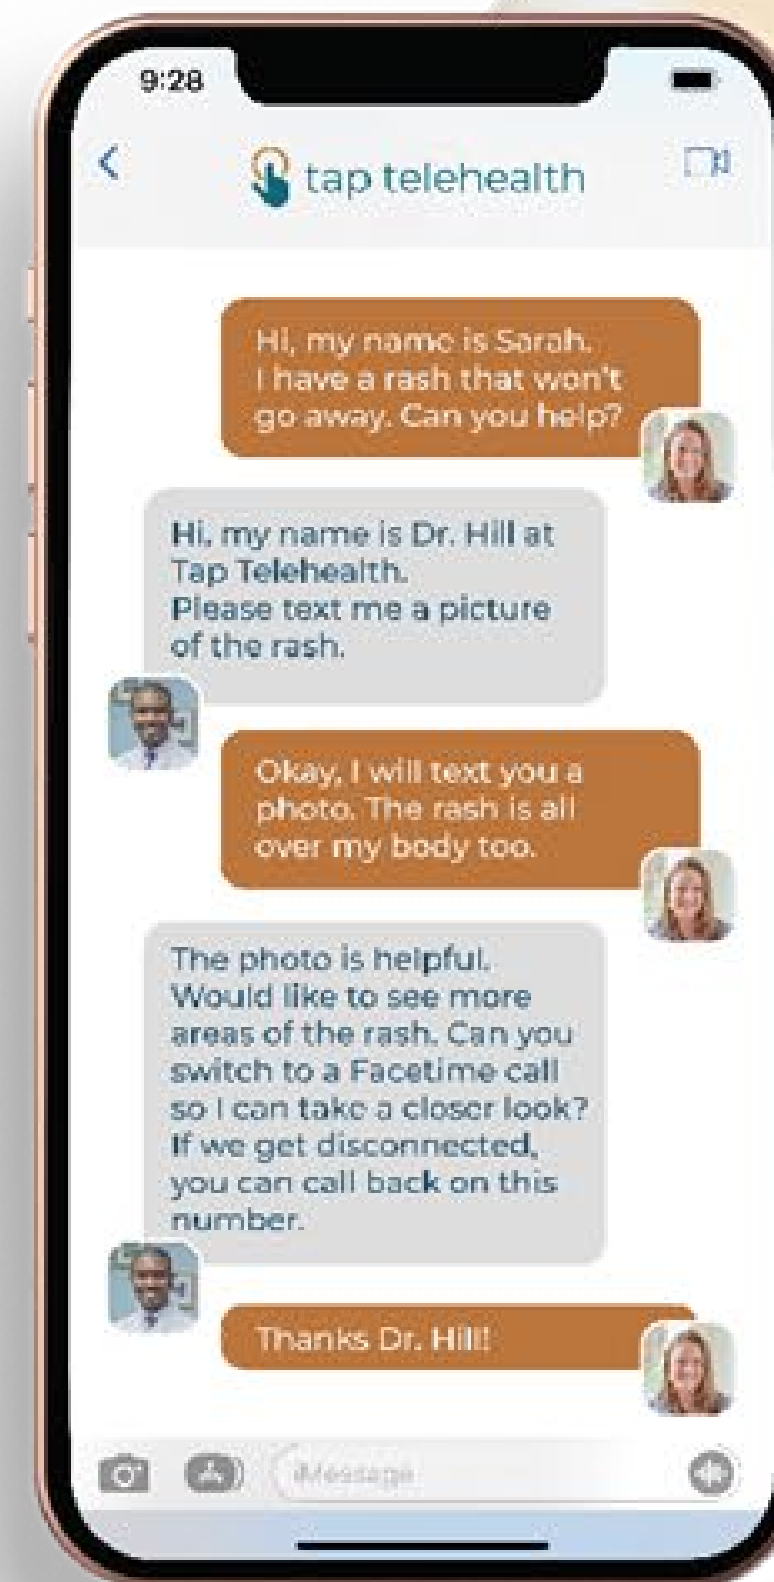 9:28
tap telehealth
Hi, my name is Sarah.
I have a rash that won't
go away. Can you help?
Hi, my name is Dr. Hill at
Tap Telehealth.
Please text me a picture
of the rash.
Okay, I will text you a
photo. The rash is all
over my body too.
The photo is helpful.
Would like to see more
areas of the rash. Can you
switch to a Facetime call
so I can take a closer look?
If we get disconnected,
you can call back on this
number.
Thanks Dr. Hill!
iMessage